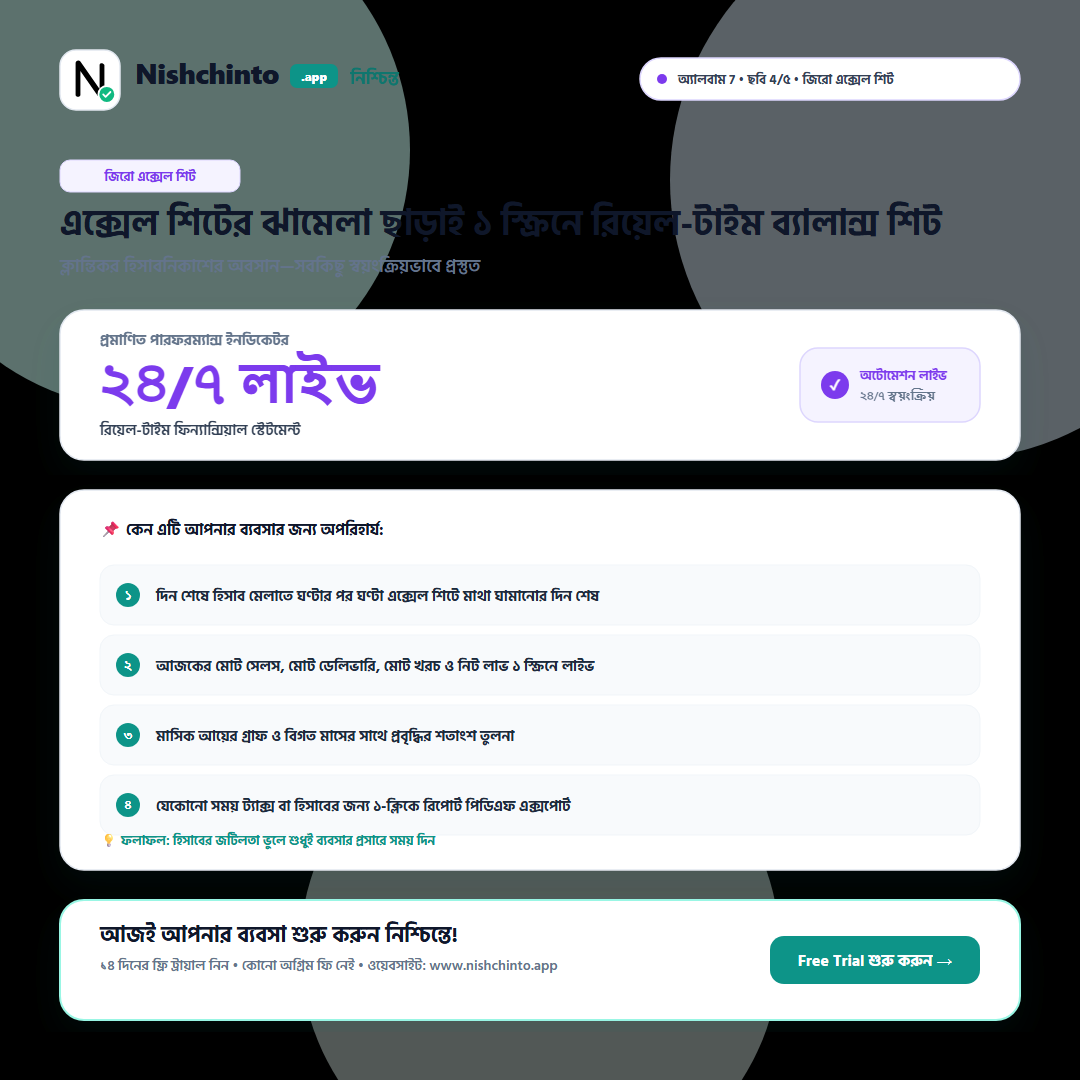 Nishchinto .app নিশ্চিন্ত
অ্যালবাম 7 • ছবি 4/৫ • জিরো এক্সেল শিট
জিরো এক্সেল শিট
এক্সেল শিটের ঝামেলা ছাড়াই ১ স্ক্রিনে রিয়েল-টাইম ব্যালান্স শিট
ক্লান্তিকর হিসাবনিকাশের অবসান—সবকিছু স্বয়ংক্রিয়ভাবে প্রস্তুত
প্রমাণিত পারফরম্যান্স ইনডিকেটর
২৪/৭ লাইভ
রিয়েল-টাইম ফিন্যান্সিয়াল স্টেটমেন্ট
✓ অটোমেশন লাইভ
২৪/৭ স্বয়ংক্রিয়
📌 কেন এটি আপনার ব্যবসার জন্য অপরিহার্য:
১ দিন শেষে হিসাব মেলাতে ঘণ্টার পর ঘণ্টা এক্সেল শিটে মাথা ঘামানোর দিন শেষ
২ আজকের মোট সেলস, মোট ডেলিভারি, মোট খরচ ও নিট লাভ ১ স্ক্রিনে লাইভ
৩ মাসিক আয়ের গ্রাফ ও বিগত মাসের সাথে প্রবৃদ্ধির শতাংশ তুলনা
৪ যেকোনো সময় ট্যাক্স বা হিসাবের জন্য ১-ক্লিকে রিপোর্ট পিডিএফ এক্সপোর্ট
💡 ফলাফল: হিসাবের জটিলতা ভুলে শুধুই ব্যবসার প্রসারে সময় দিন
আজই আপনার ব্যবসা শুরু করুন নিশ্চিন্তে!
১৪ দিনের ফ্রি ট্রায়াল নিন • কোনো অগ্রিম ফি নেই • ওয়েবসাইট: www.nishchinto.app
Free Trial শুরু করুন →